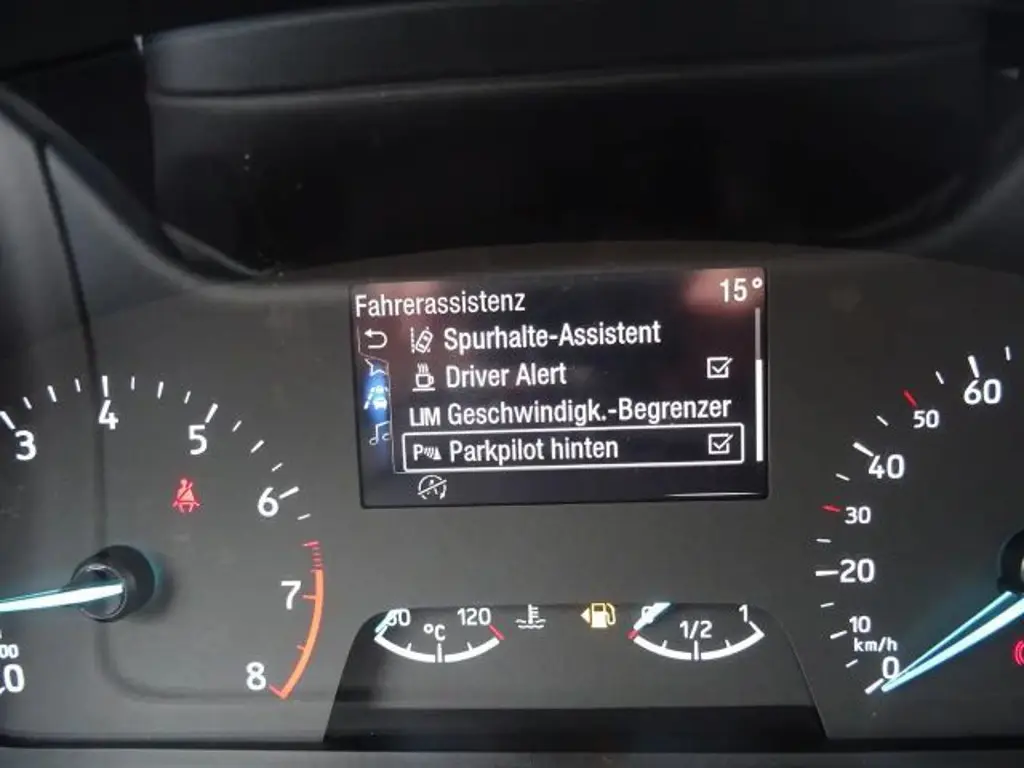 Fahrerassistenz 15°
Spurhalte-Assistent
Driver Alert
LIM Geschwindigk.-Begrenzer
P Parkpilot hinten
3
4
5
6
7
8
60
50
40
30
20
10
km/h
0
120
°C
0
1/2
1